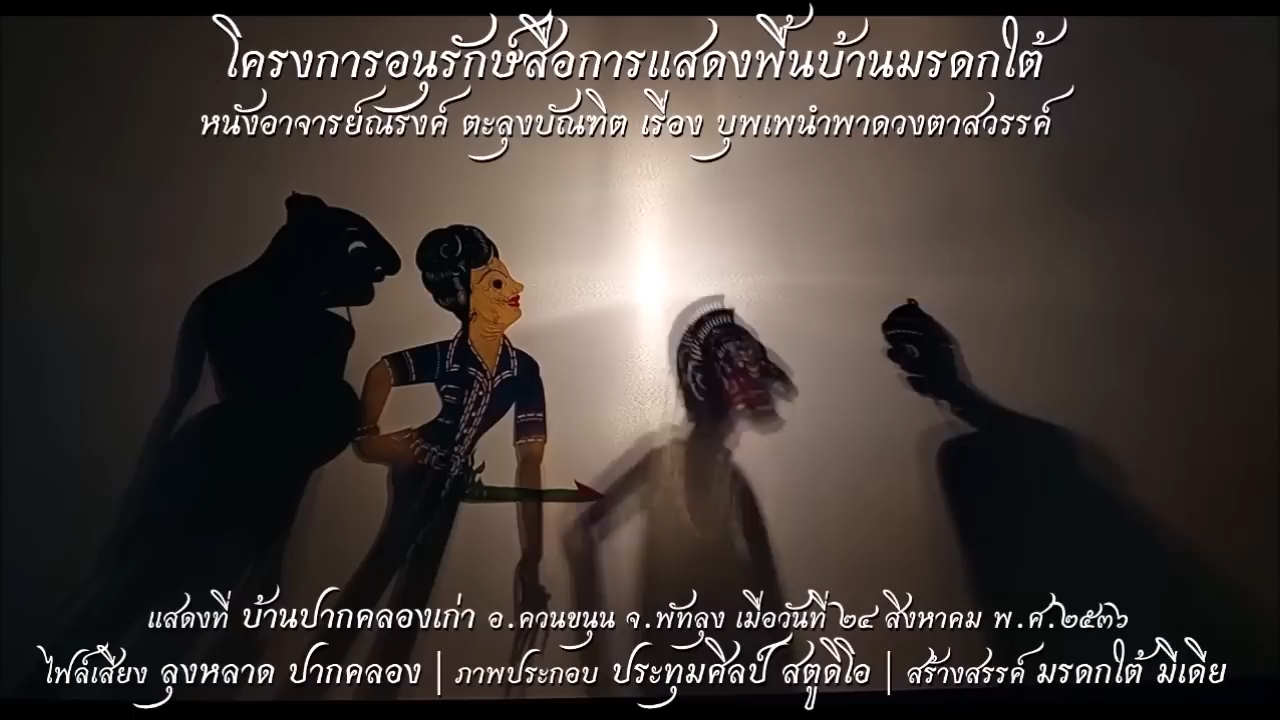 โครงการอนุรักษ์สื่อการแสดงพื้นบ้านมรดกใต้
หนังอาจารย์ณรงค์ ตะลุงบัณฑิต เรื่อง บุพเพนำพาดวงตาสวรรค์
แสดงที่ บ้านปากคลองเก่า อ.ควนขนุน จ.พัทลุง เมื่อวันที่ ๒๔ สิงหาคม พ.ศ.๒๕๓๖
ไฟล์เสียง ลุงหลาด ปากคลอง | ภาพประกอบ ประทุมศิลป์ สตูดิโอ | สร้างสรรค์ มรดกใต้ มีเดีย